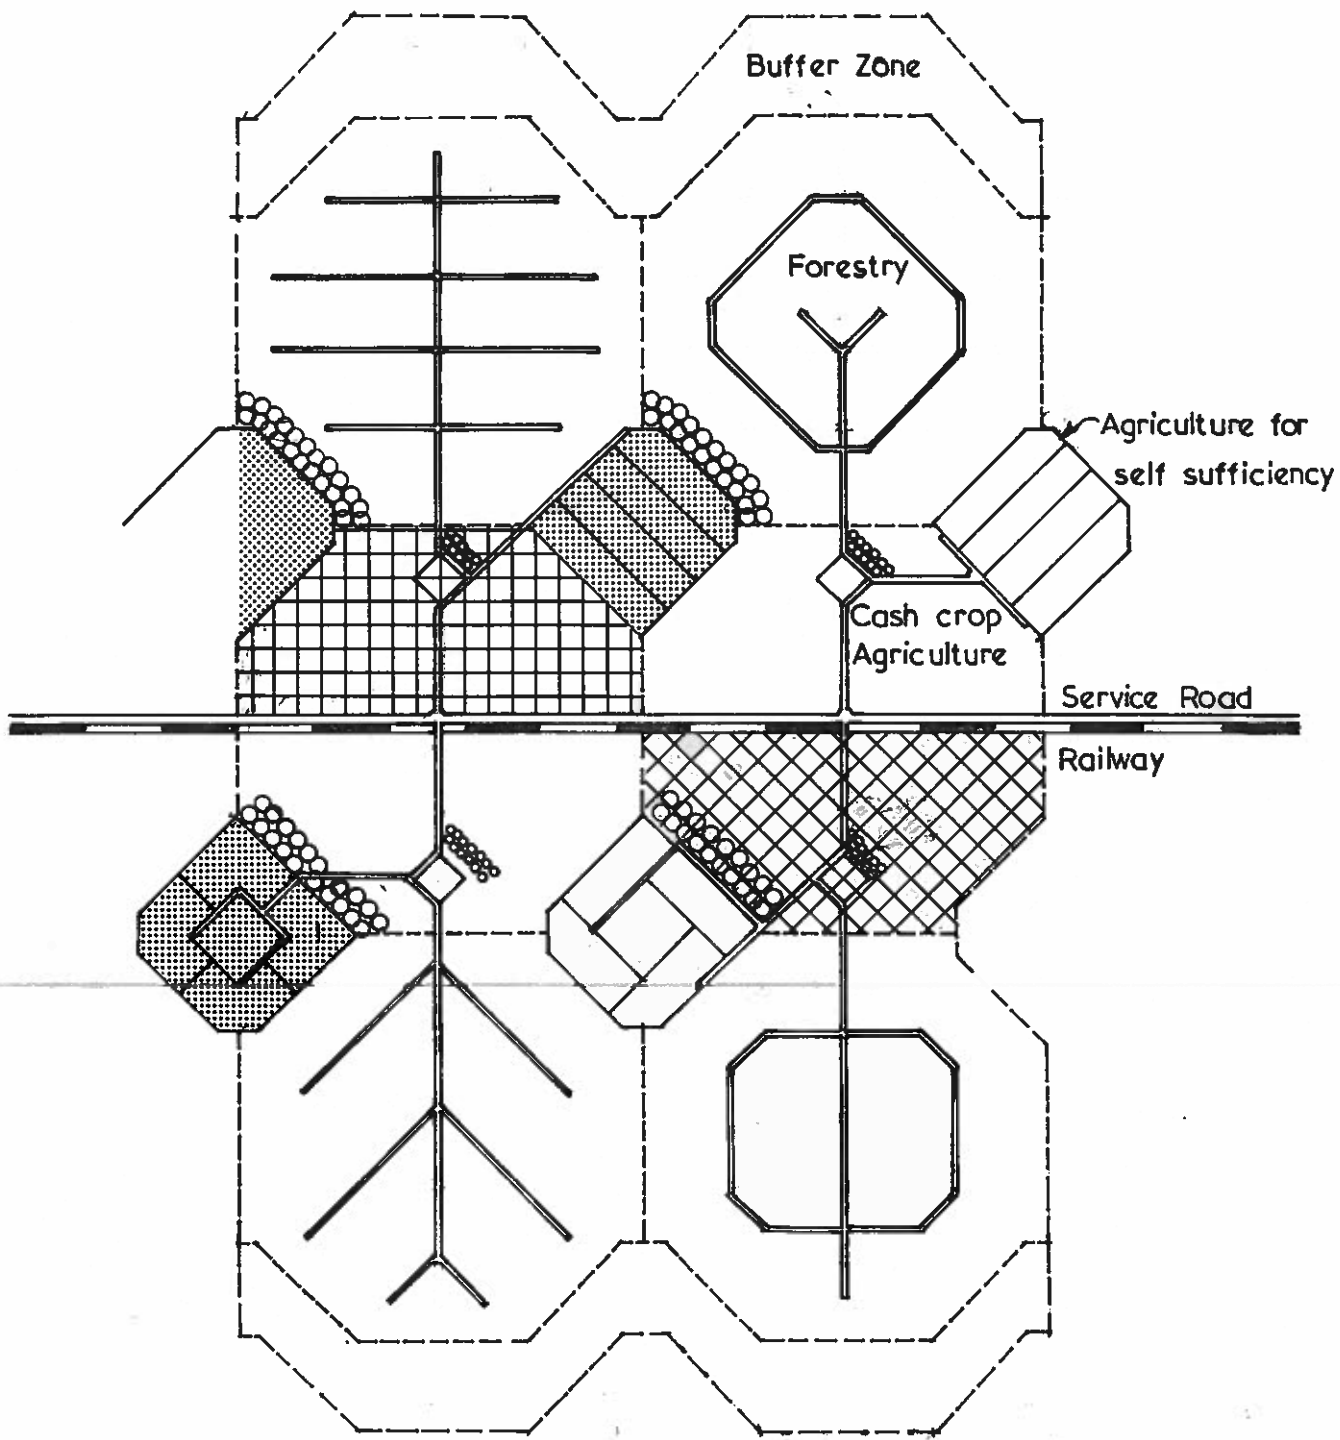 Buffer Zone
Forestry
Agriculture for
self sufficiency
Cash crop
Agriculture
Service Road
Railway